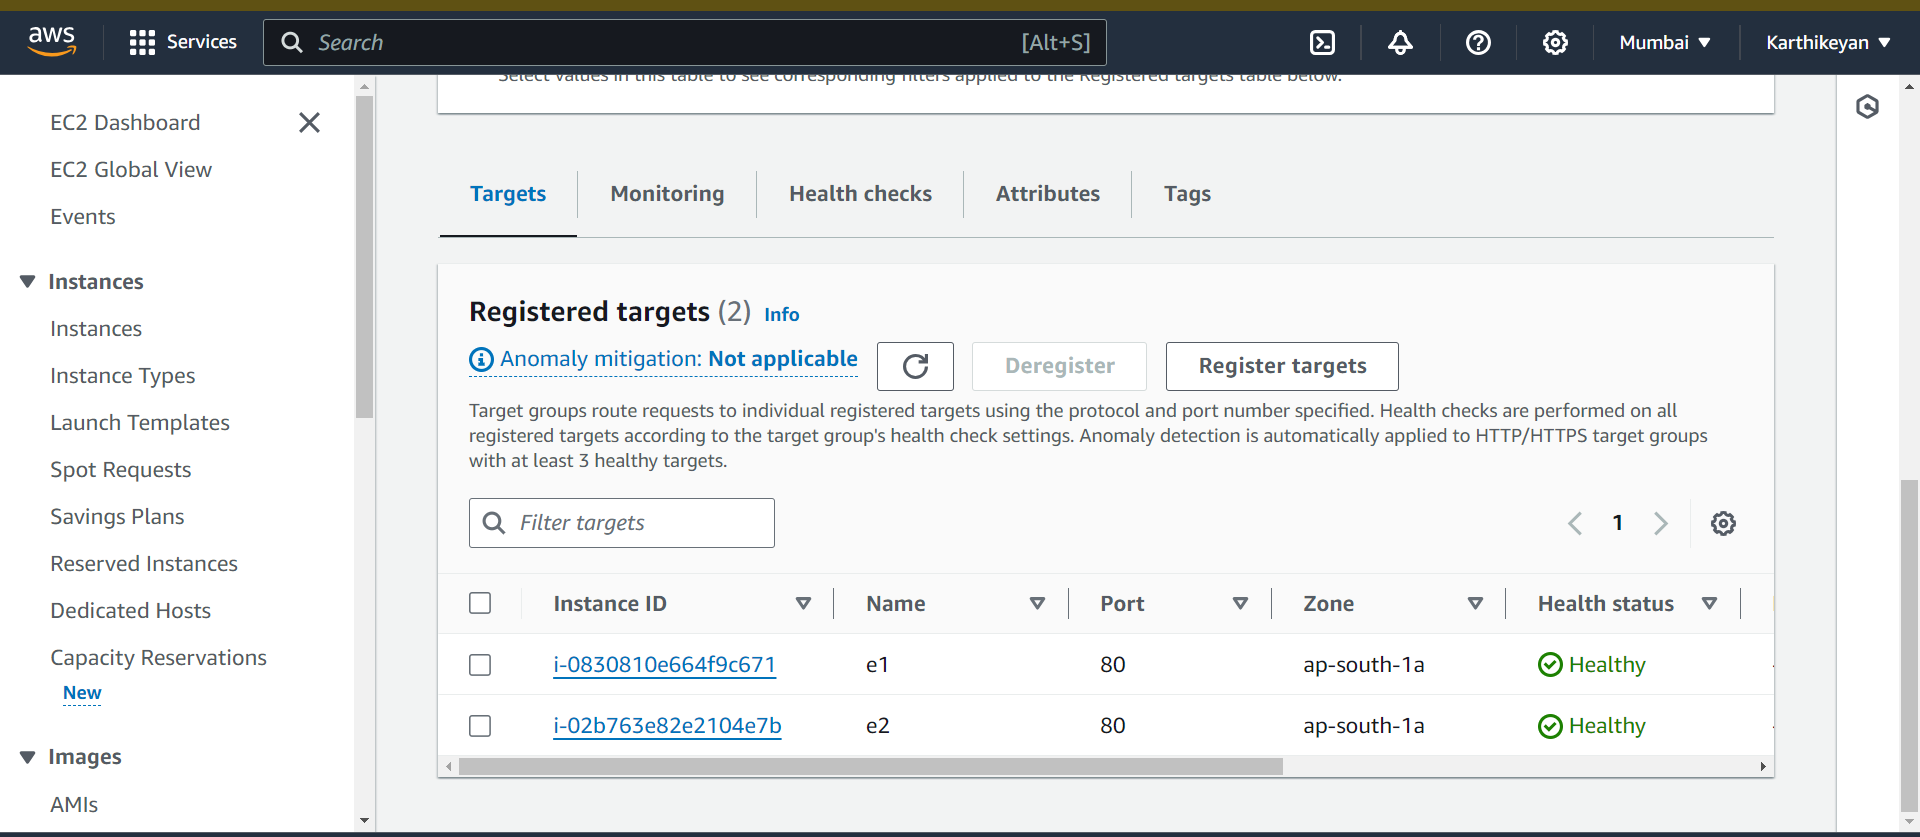 aws
Services
Search
[Alt+S]
Mumbai
Karthikeyan
Select values in this table to see corresponding filters applied to the Registered targets table below.
EC2 Dashboard
EC2 Global View
Events
Instances
Instances
Instance Types
Launch Templates
Spot Requests
Savings Plans
Reserved Instances
Dedicated Hosts
Capacity Reservations
New
Images
AMIs
Targets
Monitoring
Health checks
Attributes
Tags
Registered targets (2) Info
Anomaly mitigation: Not applicable
Deregister
Register targets
Target groups route requests to individual registered targets using the protocol and port number specified. Health checks are performed on all
registered targets according to the target group's health check settings. Anomaly detection is automatically applied to HTTP/HTTPS target groups
with at least 3 healthy targets.
Filter targets
1
Instance ID Name Port Zone Health status
i-0830810e664f9c671 e1 80 ap-south-1a Healthy
i-02b763e82e2104e7b e2 80 ap-south-1a Healthy